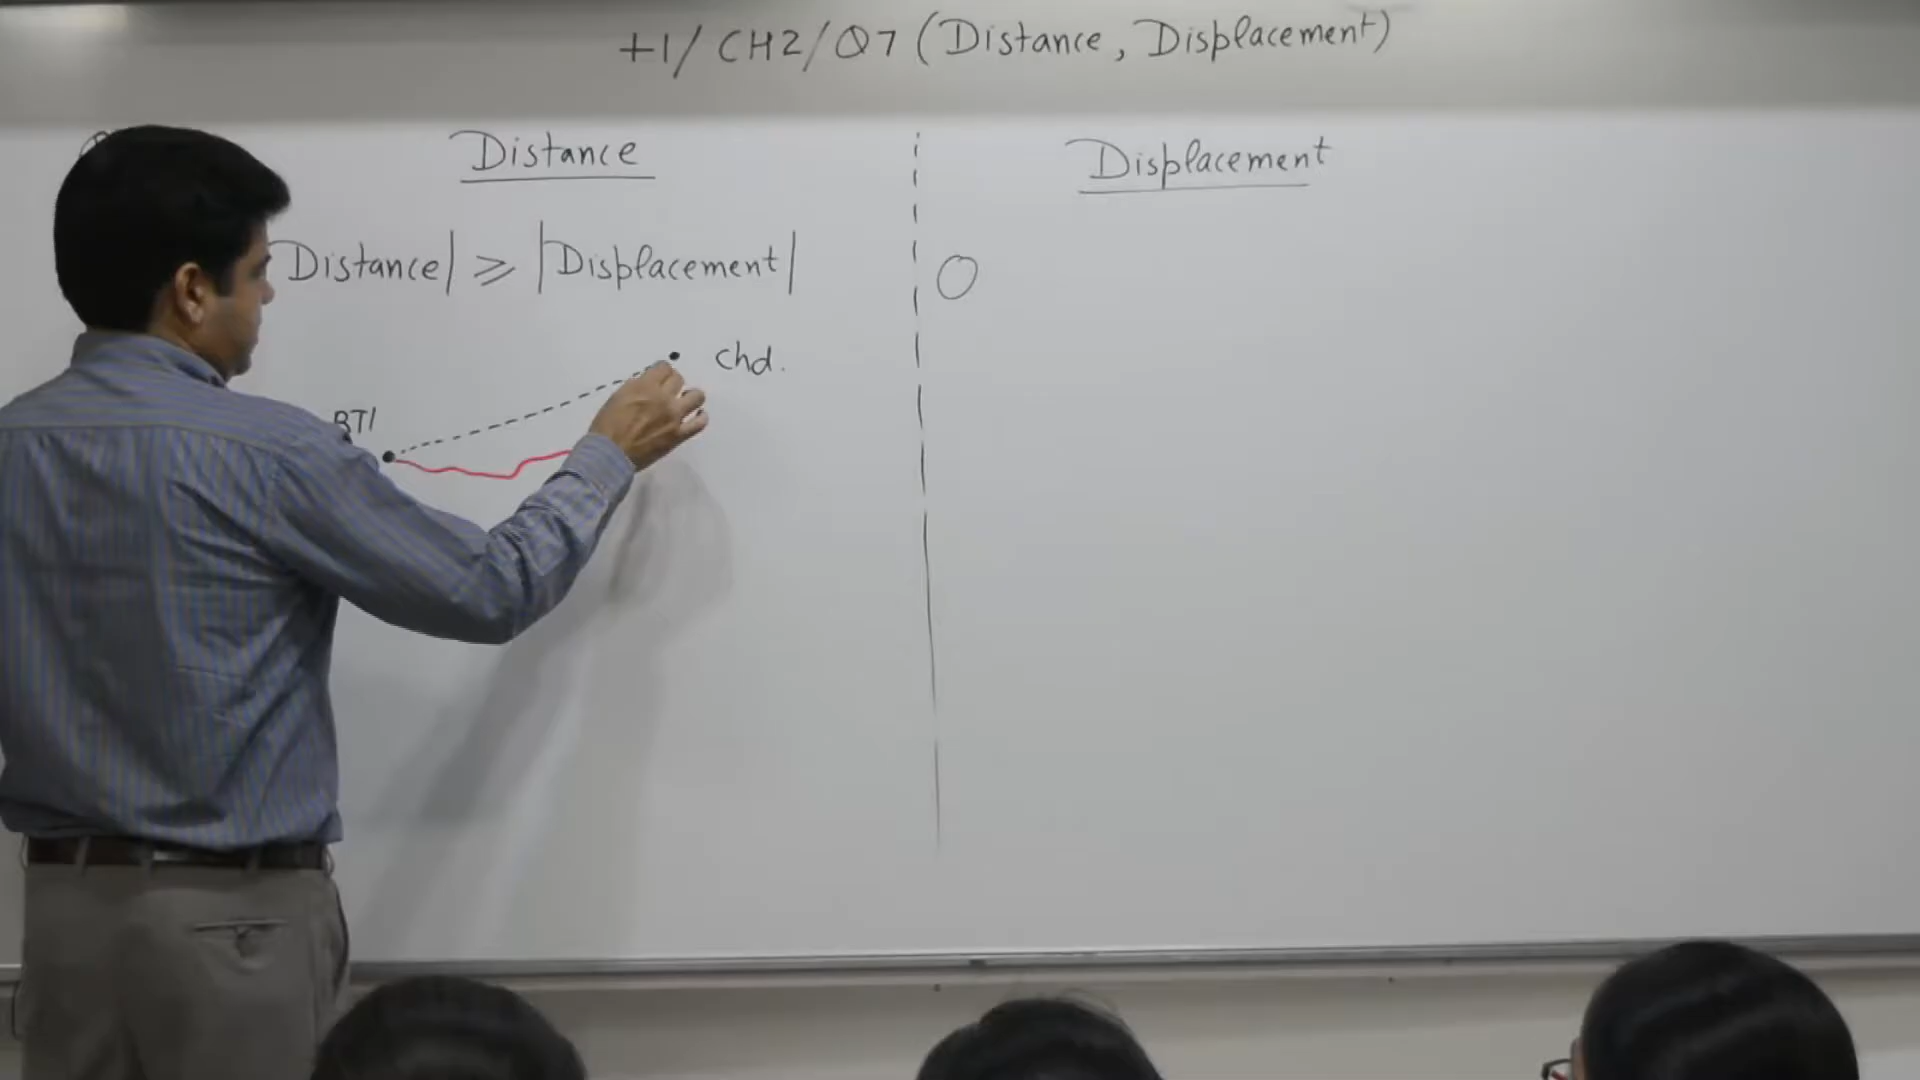 +1/ CH2/Q7 (Distance, Displacement)
Distance
Displacement
Distance| ⩾ |Displacement|
O
chd.
BTI